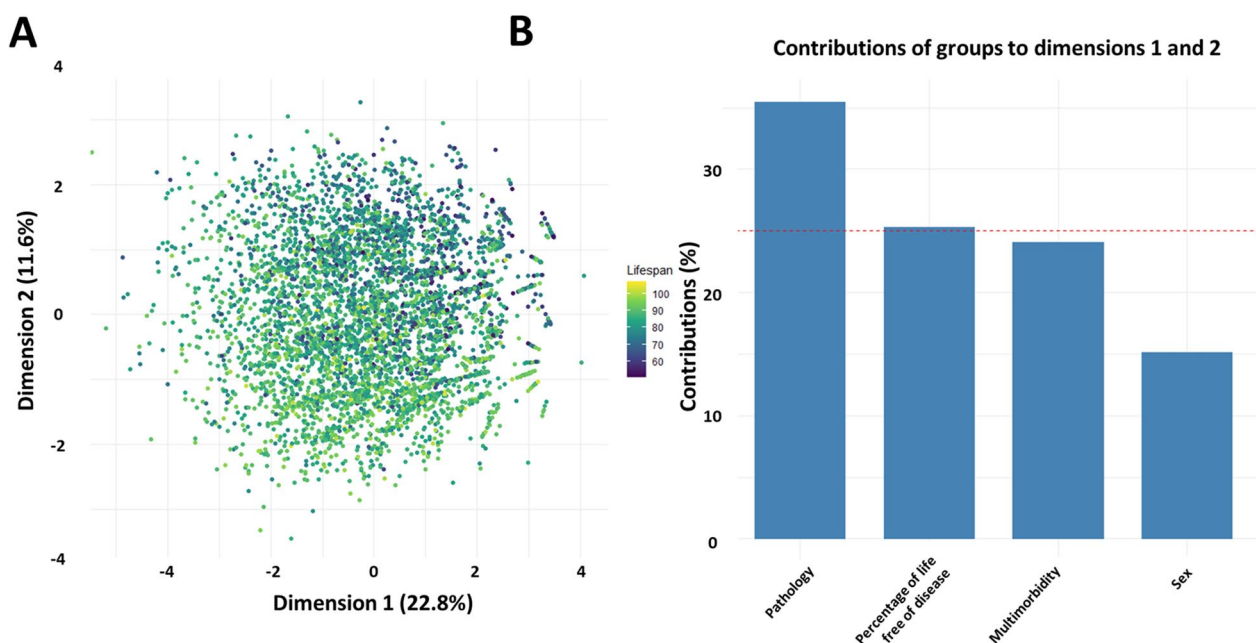 A
4
2
0
-2
-4
Dimension 2 (11.6%)
-4
-2
0
2
4
Dimension 1 (22.8%)
Lifespan
100
90
80
70
60
B
Contributions of groups to dimensions 1 and 2
30
20
10
0
Contributions (%)
Pathology
Percentage of life
free of disease
Multimorbidity
Sex